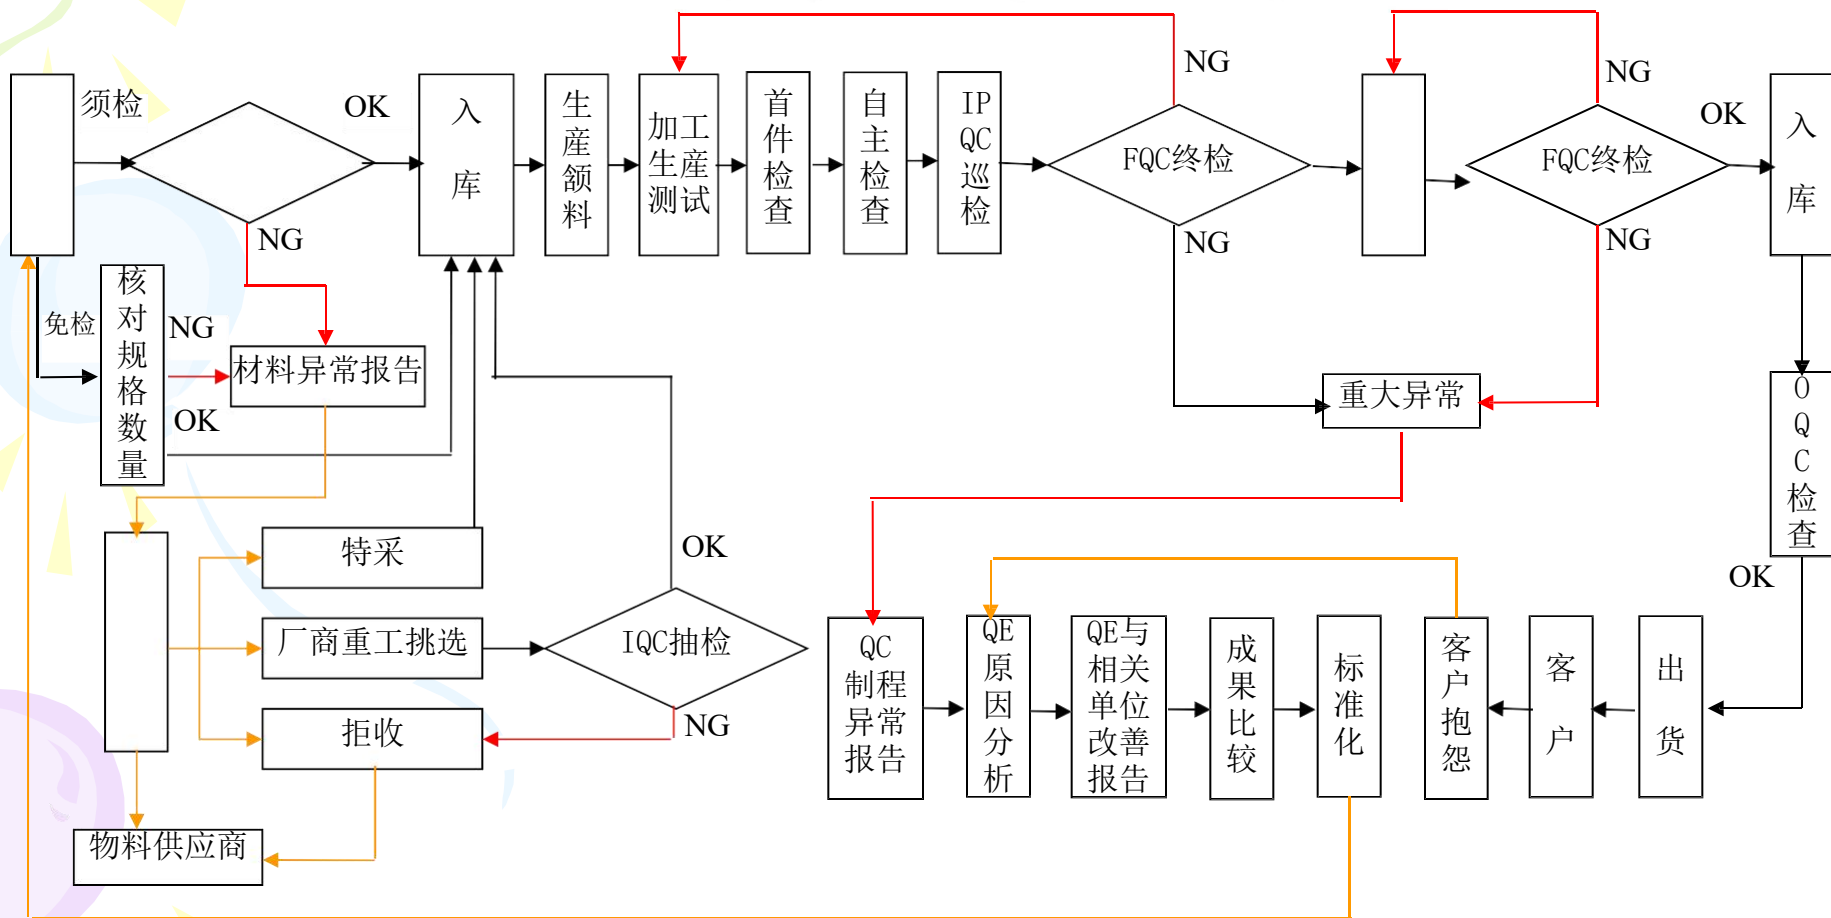 须检
OK
NG
免检
核对规格数量
NG
OK
材料异常报告
入库
生産领料
加工
生産
测试
首件检查
自主检查
IP
QC
巡检
NG
FQC终检
NG
NG
FQC终检
OK
NG
入库
重大异常
OQC检查
OK
特采
厂商重工挑选
拒收
IQC抽检
OK
NG
物料供应商
QC
制程
异常
报告
QE
原因分析
QE与
相关
单位
改善
报告
成果比较
标准化
客户抱怨
客户
出货